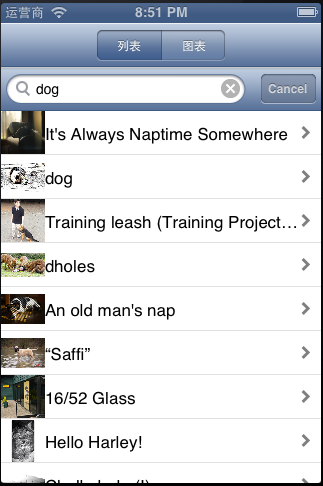 运营商 8:51 PM
列表 图表
dog Cancel
It's Always Naptime Somewhere
dog
Training leash (Training Project…
dholes
An old man's nap
“Saffi”
16/52 Glass
Hello Harley!